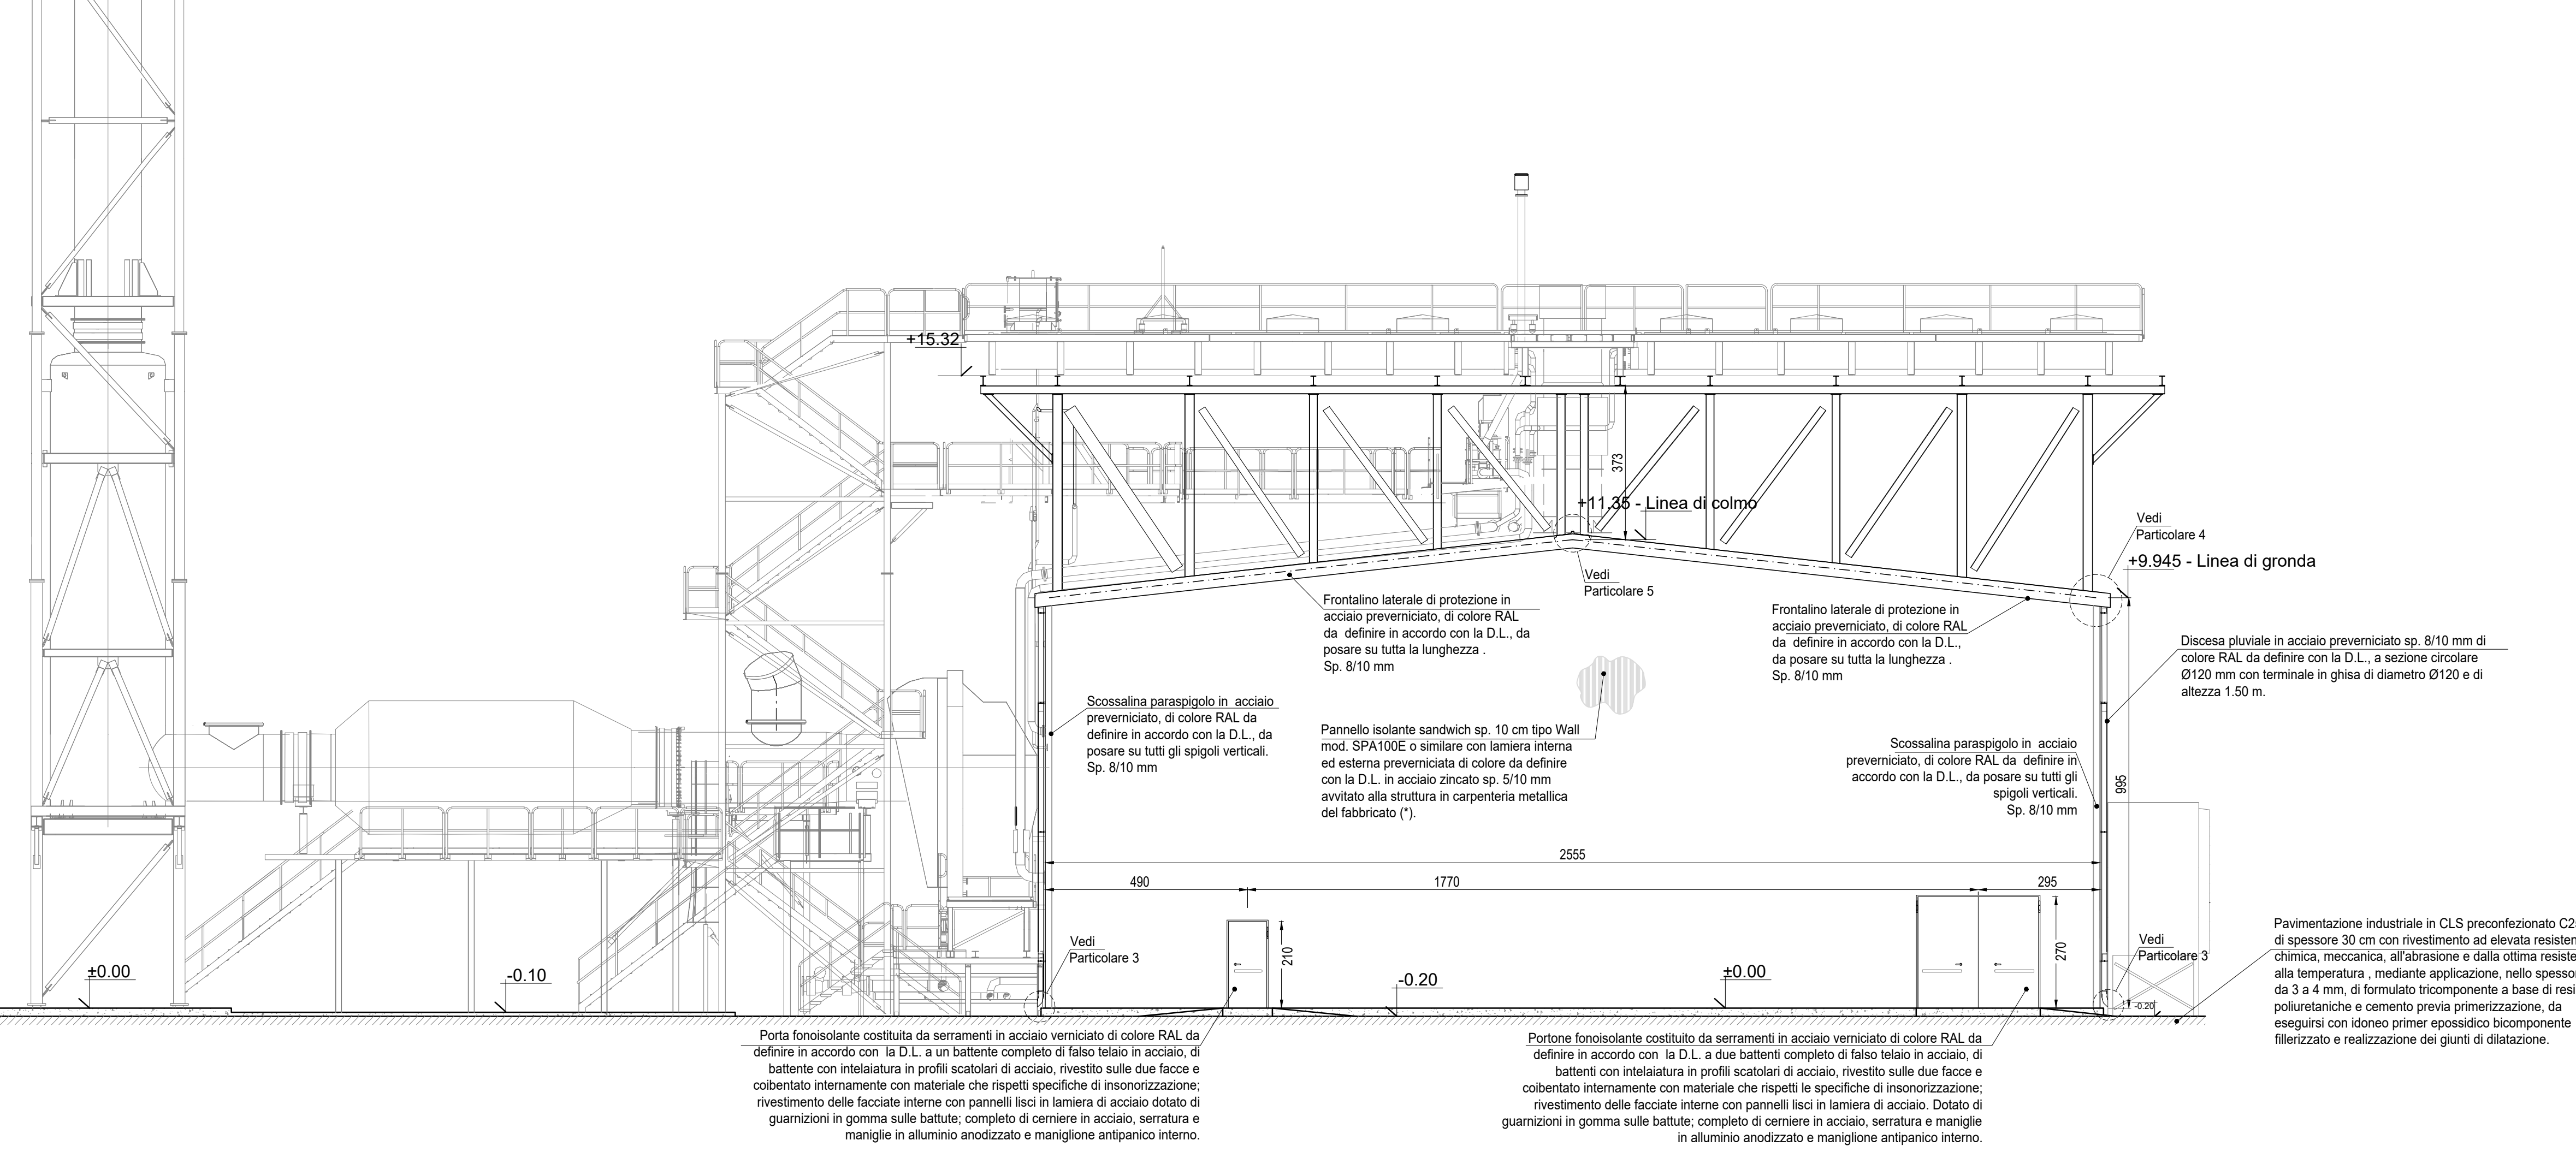 +15.32
373
+11.35 - Linea di colmo
Vedi
Particolare 4
+9.945 - Linea di gronda
Vedi
Particolare 5
Frontalino laterale di protezione in
acciaio preverniciato, di colore RAL
da definire in accordo con la D.L., da
posare su tutta la lunghezza .
Sp. 8/10 mm
Frontalino laterale di protezione in
acciaio preverniciato, di colore RAL
da definire in accordo con la D.L.,
da posare su tutta la lunghezza .
Sp. 8/10 mm
Discesa pluviale in acciaio preverniciato sp. 8/10 mm di
colore RAL da definire con la D.L., a sezione circolare
Ø120 mm con terminale in ghisa di diametro Ø120 e di
altezza 1.50 m.
Scossalina paraspigolo in acciaio
preverniciato, di colore RAL da
definire in accordo con la D.L., da
posare su tutti gli spigoli verticali.
Sp. 8/10 mm
Pannello isolante sandwich sp. 10 cm tipo Wall
mod. SPA100E o similare con lamiera interna
ed esterna preverniciata di colore da definire
con la D.L. in acciaio zincato sp. 5/10 mm
avvitato alla struttura in carpenteria metallica
del fabbricato (*).
Scossalina paraspigolo in acciaio
preverniciato, di colore RAL da definire in
accordo con la D.L., da posare su tutti gli
spigoli verticali.
Sp. 8/10 mm
995
2555
490
1770
295
210
270
Vedi
Particolare 3
Vedi
Particolare 3
±0.00
-0.10
-0.20
±0.00
-0.20
Pavimentazione industriale in CLS preconfezionato C2
di spessore 30 cm con rivestimento ad elevata resisten
chimica, meccanica, all'abrasione e dalla ottima resiste
alla temperatura , mediante applicazione, nello spesso
da 3 a 4 mm, di formulato tricomponente a base di resi
poliuretaniche e cemento previa primerizzazione, da
eseguirsi con idoneo primer epossidico bicomponente
fillerizzato e realizzazione dei giunti di dilatazione.
Porta fonoisolante costituita da serramenti in acciaio verniciato di colore RAL da
definire in accordo con la D.L. a un battente completo di falso telaio in acciaio, di
battente con intelaiatura in profili scatolari di acciaio, rivestito sulle due facce e
coibentato internamente con materiale che rispetti specifiche di insonorizzazione;
rivestimento delle facciate interne con pannelli lisci in lamiera di acciaio dotato di
guarnizioni in gomma sulle battute; completo di cerniere in acciaio, serratura e
maniglie in alluminio anodizzato e maniglione antipanico interno.
Portone fonoisolante costituito da serramenti in acciaio verniciato di colore RAL da
definire in accordo con la D.L. a due battenti completo di falso telaio in acciaio, di
battenti con intelaiatura in profili scatolari di acciaio, rivestito sulle due facce e
coibentato internamente con materiale che rispetti le specifiche di insonorizzazione;
rivestimento delle facciate interne con pannelli lisci in lamiera di acciaio. Dotato di
guarnizioni in gomma sulle battute; completo di cerniere in acciaio, serratura e maniglie
in alluminio anodizzato e maniglione antipanico interno.